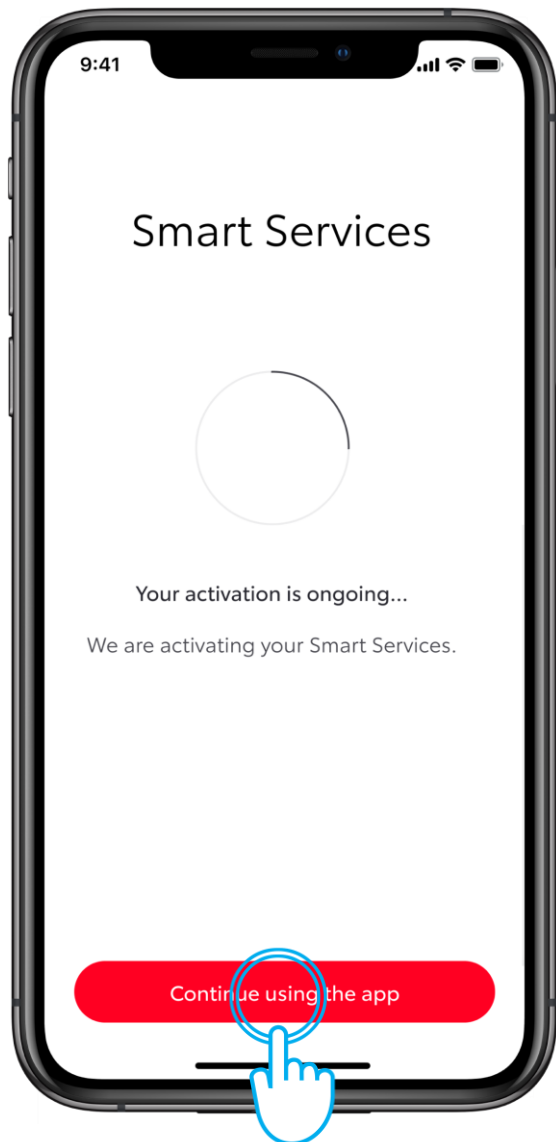 9:41
Smart Services
Your activation is ongoing...
We are activating your Smart Services.
Continue using the app